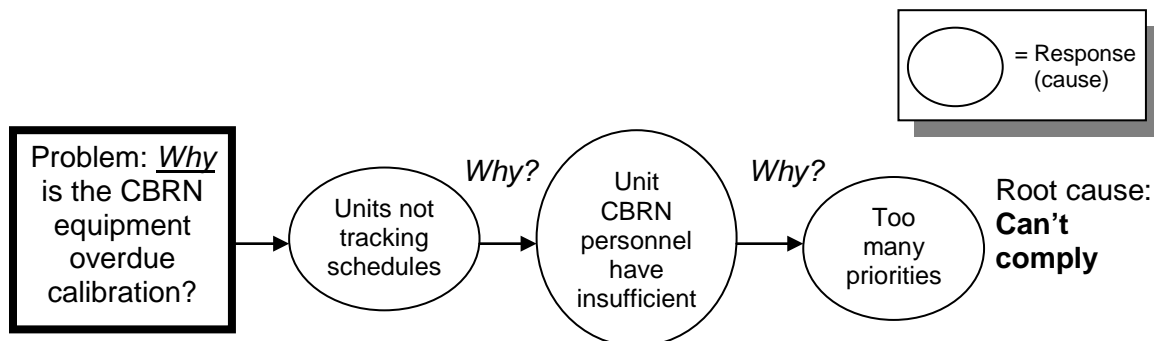 = Response
(cause)
Problem: Why
is the CBRN
equipment
overdue
calibration?
Units not
tracking
schedules
Why?
Unit
CBRN
personnel
have
insufficient
Why?
Too
many
priorities
Root cause:
Can't
comply